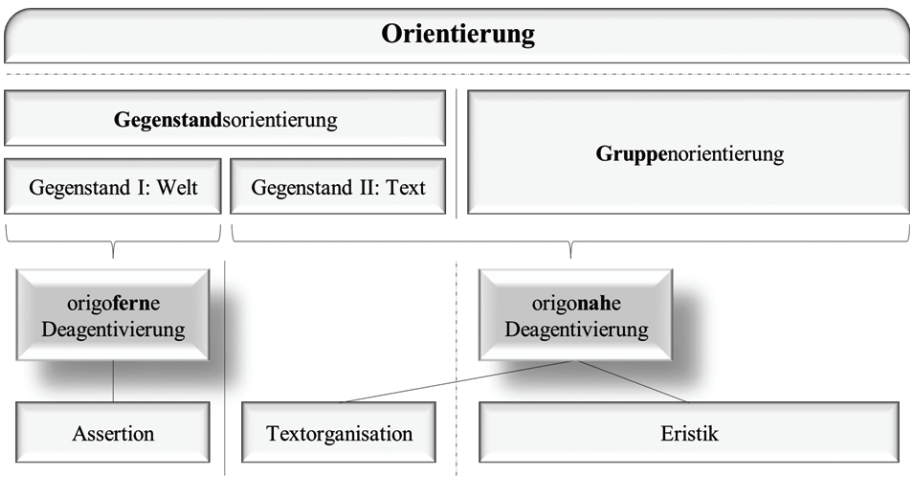 Orientierung
Gegenstandsorientierung
Gruppenorientierung
Gegenstand I: Welt
Gegenstand II: Text
origoferne
Deagentivierung
origonahe
Deagentivierung
Assertion
Textorganisation
Eristik